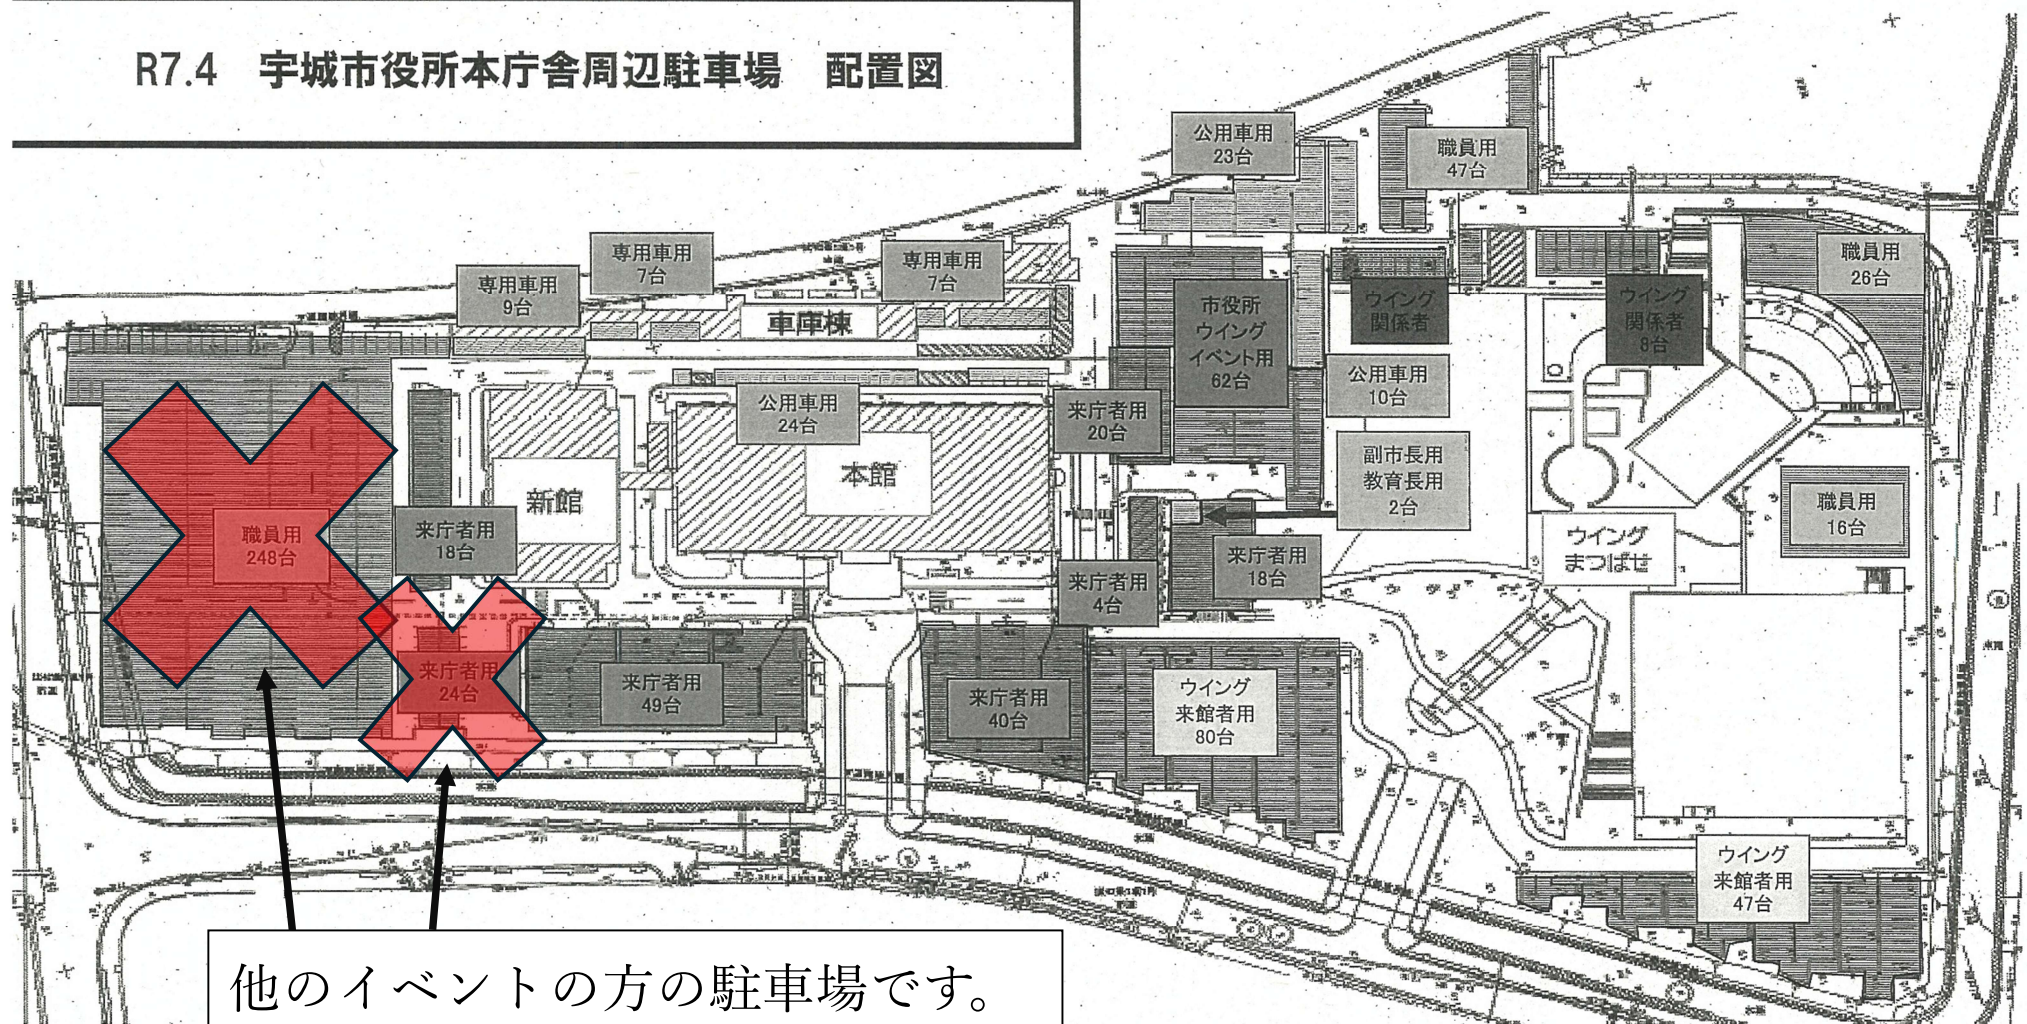 R7.4　宇城市役所本庁舎周辺駐車場　配置図
公用車用
23台
職員用
47台
専用車用
9台
専用車用
7台
専用車用
7台
車庫棟
市役所
ウイング
イベント用
62台
ウイング
関係者
ウイング
関係者
8台
職員用
26台
公用車用
24台
来庁者用
20台
公用車用
10台
副市長用
教育長用
2台
本館
新館
職員用
248台
来庁者用
18台
来庁者用
4台
来庁者用
18台
ウイング
まつばせ
職員用
16台
来庁者用
24台
来庁者用
49台
来庁者用
40台
ウイング
来館者用
80台
ウイング
来館者用
47台
他のイベントの方の駐車場です。